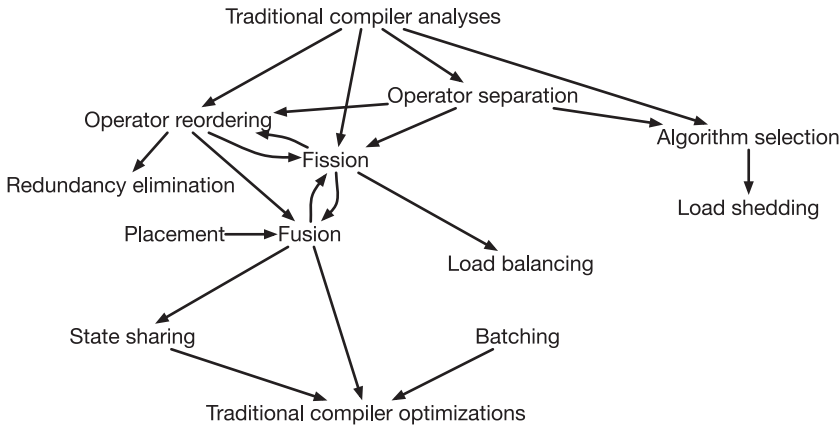 Traditional compiler analyses
Operator separation
Operator reordering
Algorithm selection
Fission
Redundancy elimination
Load shedding
Placement
Fusion
Load balancing
State sharing
Batching
Traditional compiler optimizations